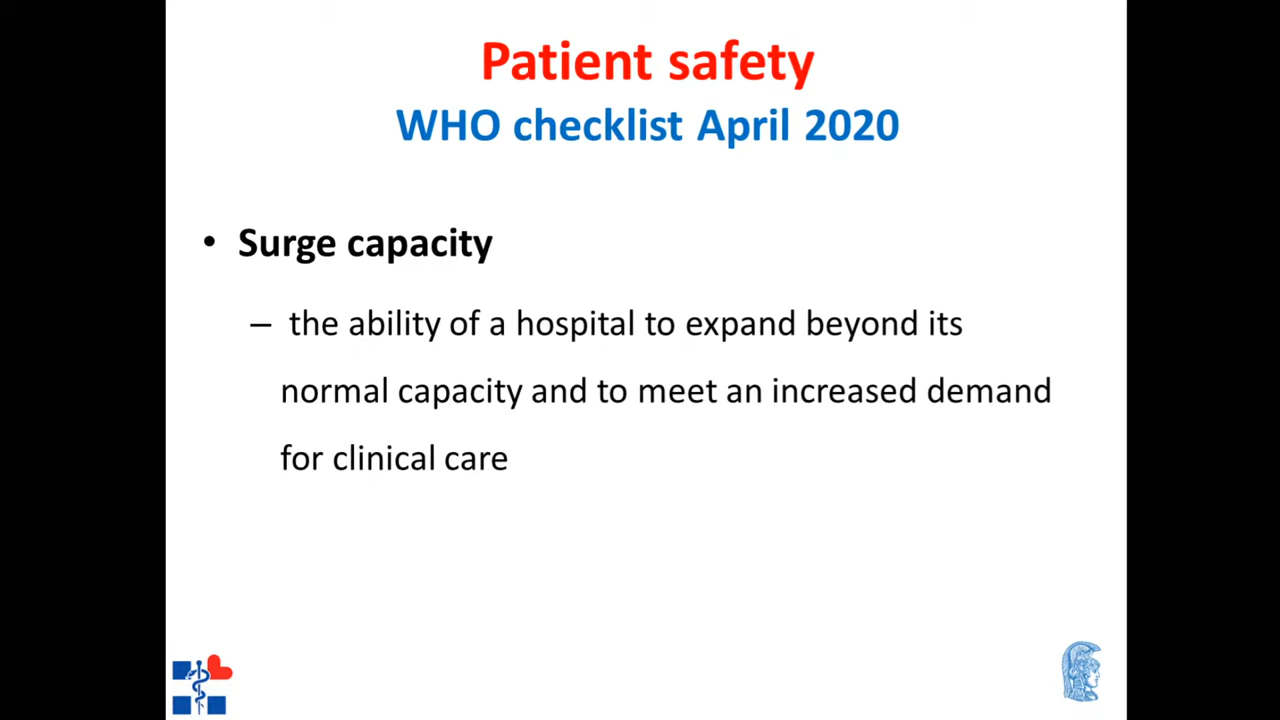 Patient safety
WHO checklist April 2020
• Surge capacity
– the ability of a hospital to expand beyond its
normal capacity and to meet an increased demand
for clinical care